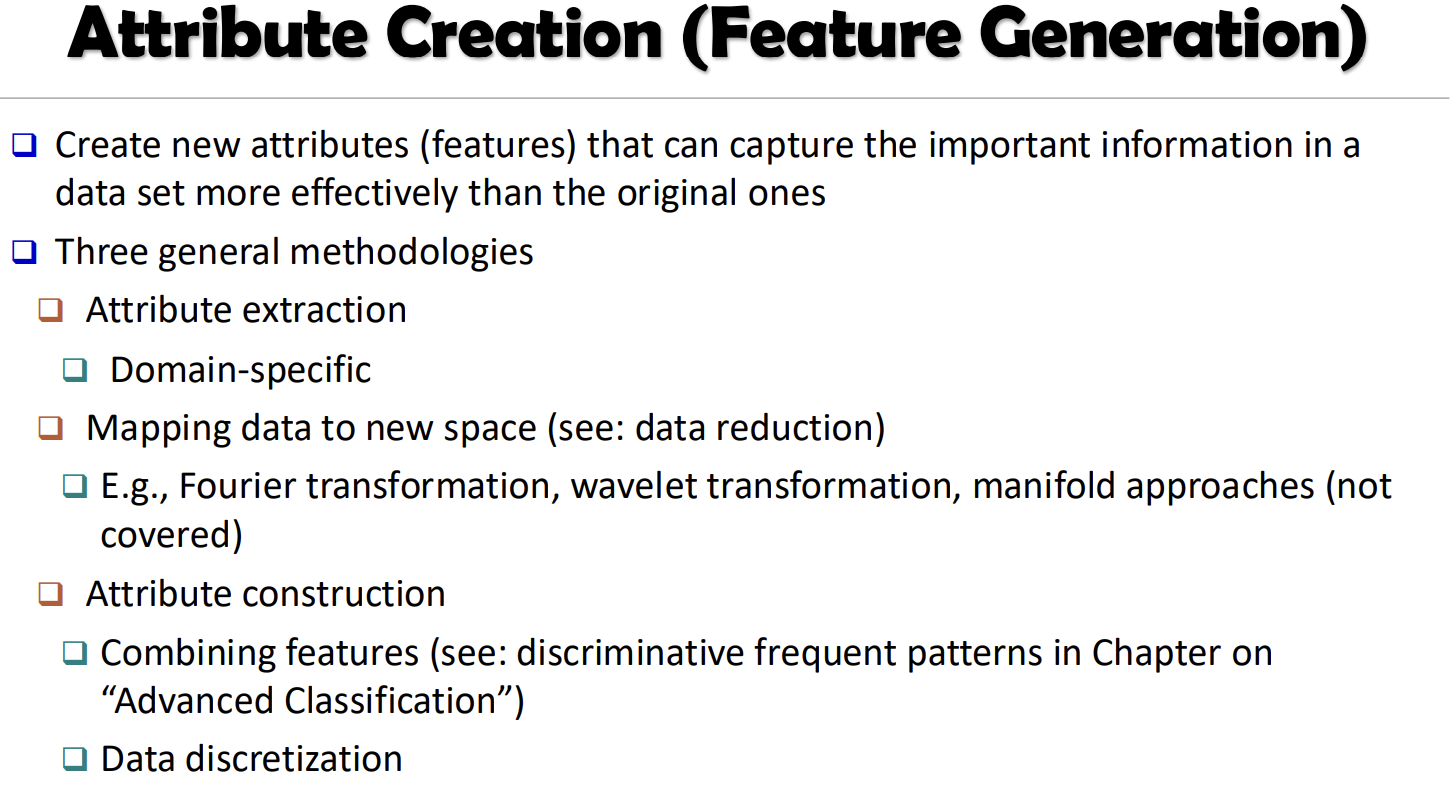 Attribute Creation (Feature Generation)
Create new attributes (features) that can capture the important information in a
data set more effectively than the original ones
Three general methodologies
Attribute extraction
Domain-specific
Mapping data to new space (see: data reduction)
E.g., Fourier transformation, wavelet transformation, manifold approaches (not
covered)
Attribute construction
Combining features (see: discriminative frequent patterns in Chapter on
“Advanced Classification”)
Data discretization